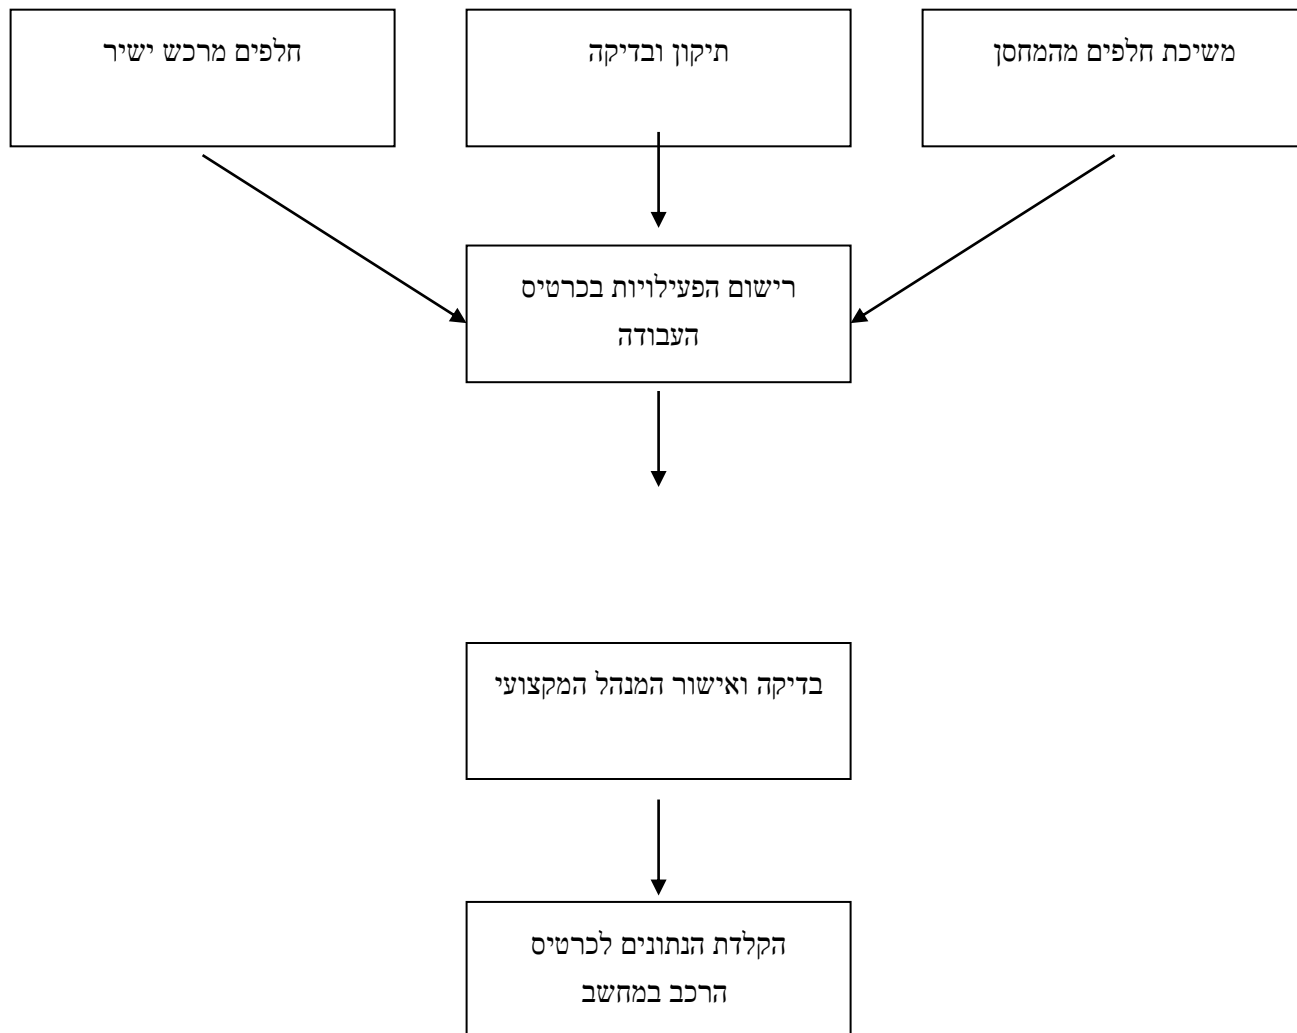 משיכת חלפים מהמחסן
תיקון ובדיקה
חלפים מרכש ישיר
רישום הפעילויות בכרטיס
העבודה
בדיקה ואישור המנהל המקצועי
הקלדת הנתונים לכרטיס
הרכב במחשב